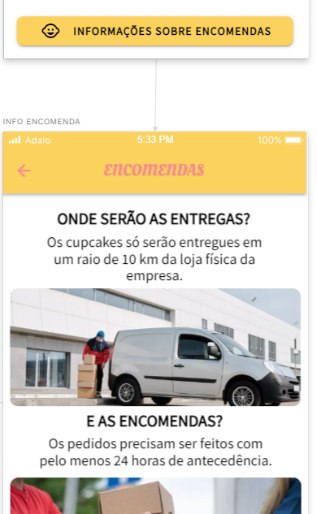 INFORMAÇÕES SOBRE ENCOMENDAS
INFO ENCOMENDA
Adalo 5:33 PM 100%
ENCOMENDAS
ONDE SERÃO AS ENTREGAS?
Os cupcakes só serão entregues em
um raio de 10 km da loja física da
empresa.
E AS ENCOMENDAS?
Os pedidos precisam ser feitos com
pelo menos 24 horas de antecedência.